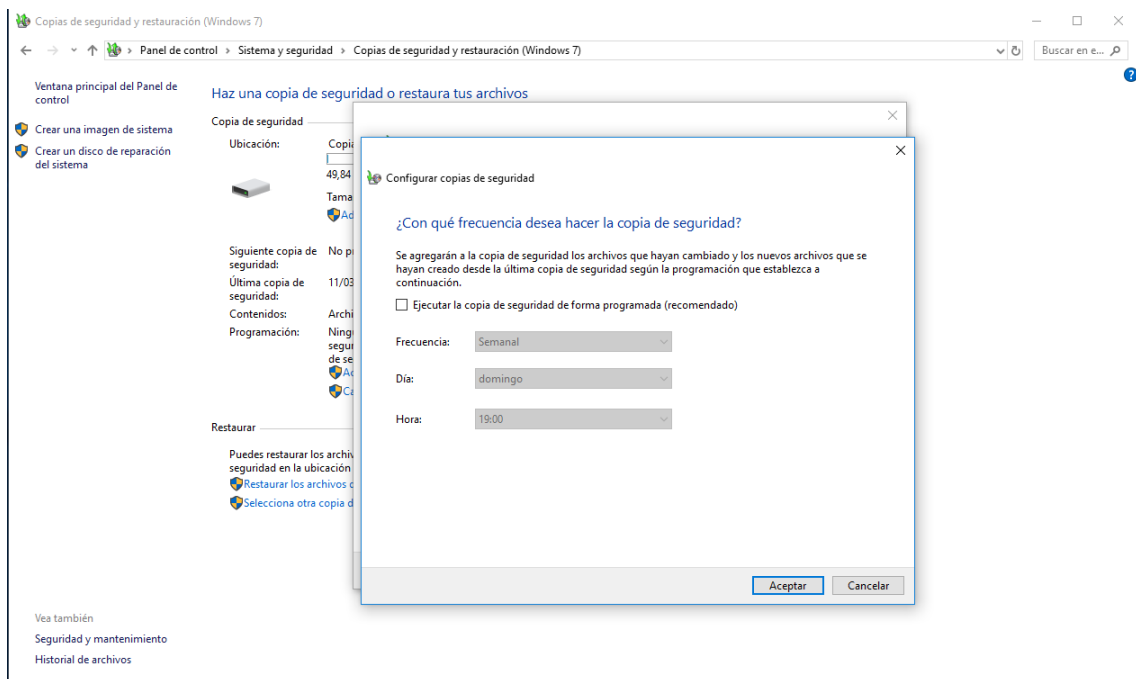 Copias de seguridad y restauración (Windows 7)
Panel de control › Sistema y seguridad › Copias de seguridad y restauración (Windows 7)
Buscar en e...
Ventana principal del Panel de
control
Crear una imagen de sistema
Crear un disco de reparación
del sistema
Haz una copia de seguridad o restaura tus archivos
Copia de seguridad
Ubicación:
49,84
Siguiente copia de
seguridad:
No
Última copia de
seguridad:
Contenidos:
Programación:
Restaurar
Puedes restaurar los
seguridad en la ubicación
Restaurar los archivos
Selecciona otra copia
Configurar copias de seguridad
¿Con qué frecuencia desea hacer la copia de seguridad?
Se agregarán a la copia de seguridad los archivos que hayan cambiado y los nuevos archivos que se
hayan creado desde la última copia de seguridad según la programación que establezca a
continuación.
Ejecutar la copia de seguridad de forma programada (recomendado)
Frecuencia: Semanal
Día: domingo
Hora: 19:00
Aceptar Cancelar
Vea también
Seguridad y mantenimiento
Historial de archivos